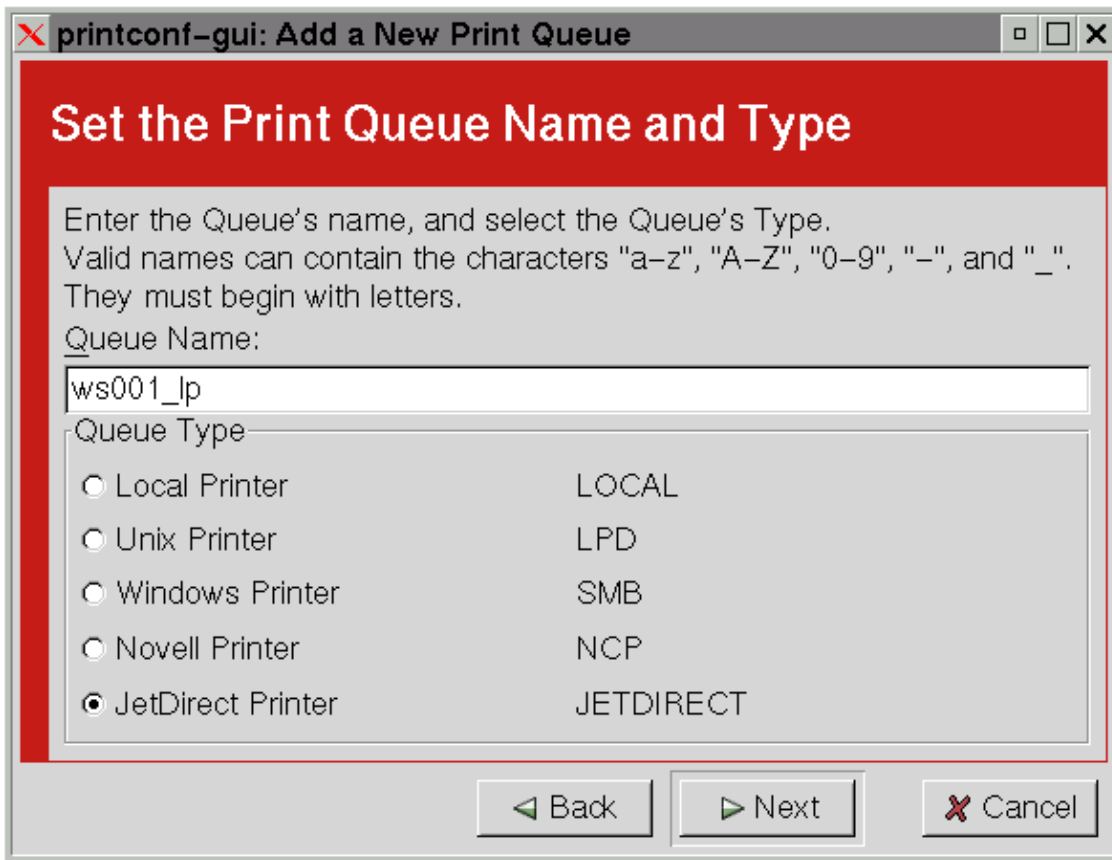 printconf-gui: Add a New Print Queue
Set the Print Queue Name and Type
Enter the Queue's name, and select the Queue's Type.
Valid names can contain the characters "a-z", "A-Z", "0-9", "-", and "_".
They must begin with letters.
Queue Name:
ws001_lp
Queue Type
Local Printer LOCAL
Unix Printer LPD
Windows Printer SMB
Novell Printer NCP
JetDirect Printer JETDIRECT
Back Next Cancel